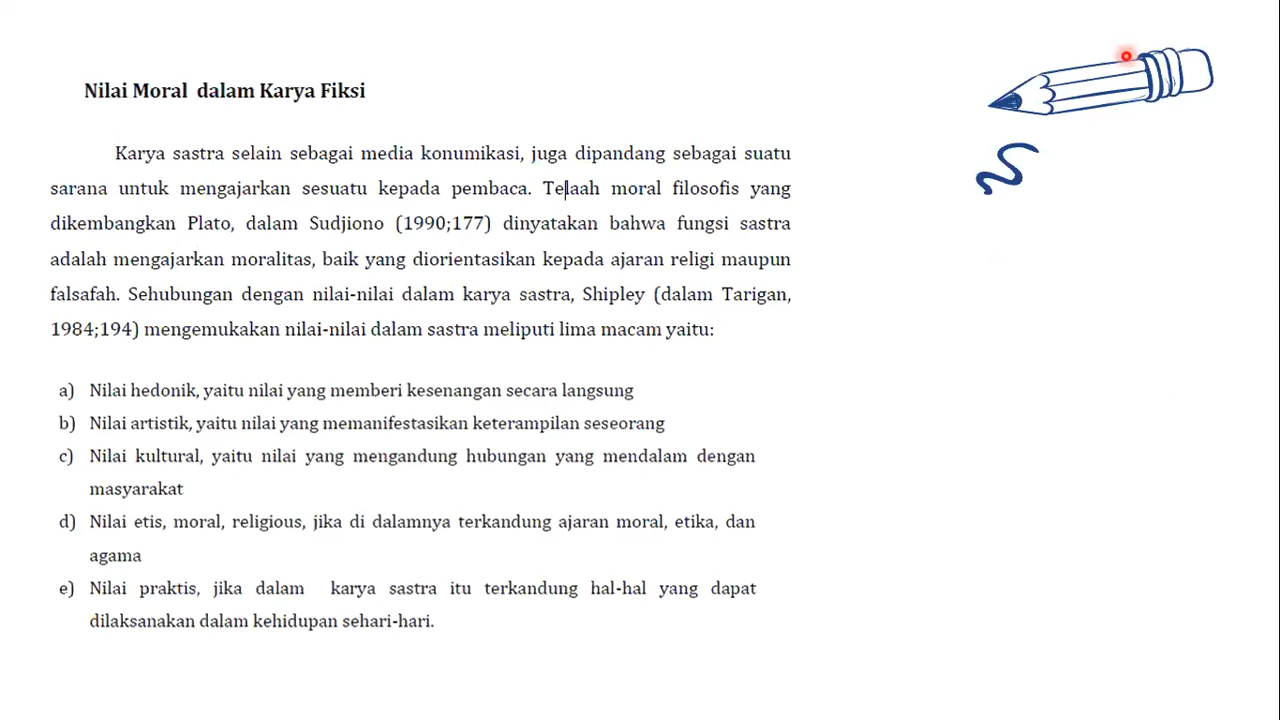 Nilai Moral  dalam Karya Fiksi
Karya sastra selain sebagai media konumikasi, juga dipandang sebagai suatu
sarana untuk mengajarkan sesuatu kepada pembaca. Telaah moral filosofis yang
dikembangkan Plato, dalam Sudjiono (1990;177) dinyatakan bahwa fungsi sastra
adalah mengajarkan moralitas, baik yang diorientasikan kepada ajaran religi maupun
falsafah. Sehubungan dengan nilai-nilai dalam karya sastra, Shipley (dalam Tarigan,
1984;194) mengemukakan nilai-nilai dalam sastra meliputi lima macam yaitu:
a) Nilai hedonik, yaitu nilai yang memberi kesenangan secara langsung
b) Nilai artistik, yaitu nilai yang memanifestasikan keterampilan seseorang
c) Nilai kultural, yaitu nilai yang mengandung hubungan yang mendalam dengan
masyarakat
d) Nilai etis, moral, religious, jika di dalamnya terkandung ajaran moral, etika, dan
agama
e) Nilai praktis, jika dalam  karya sastra itu terkandung hal-hal yang dapat
dilaksanakan dalam kehidupan sehari-hari.